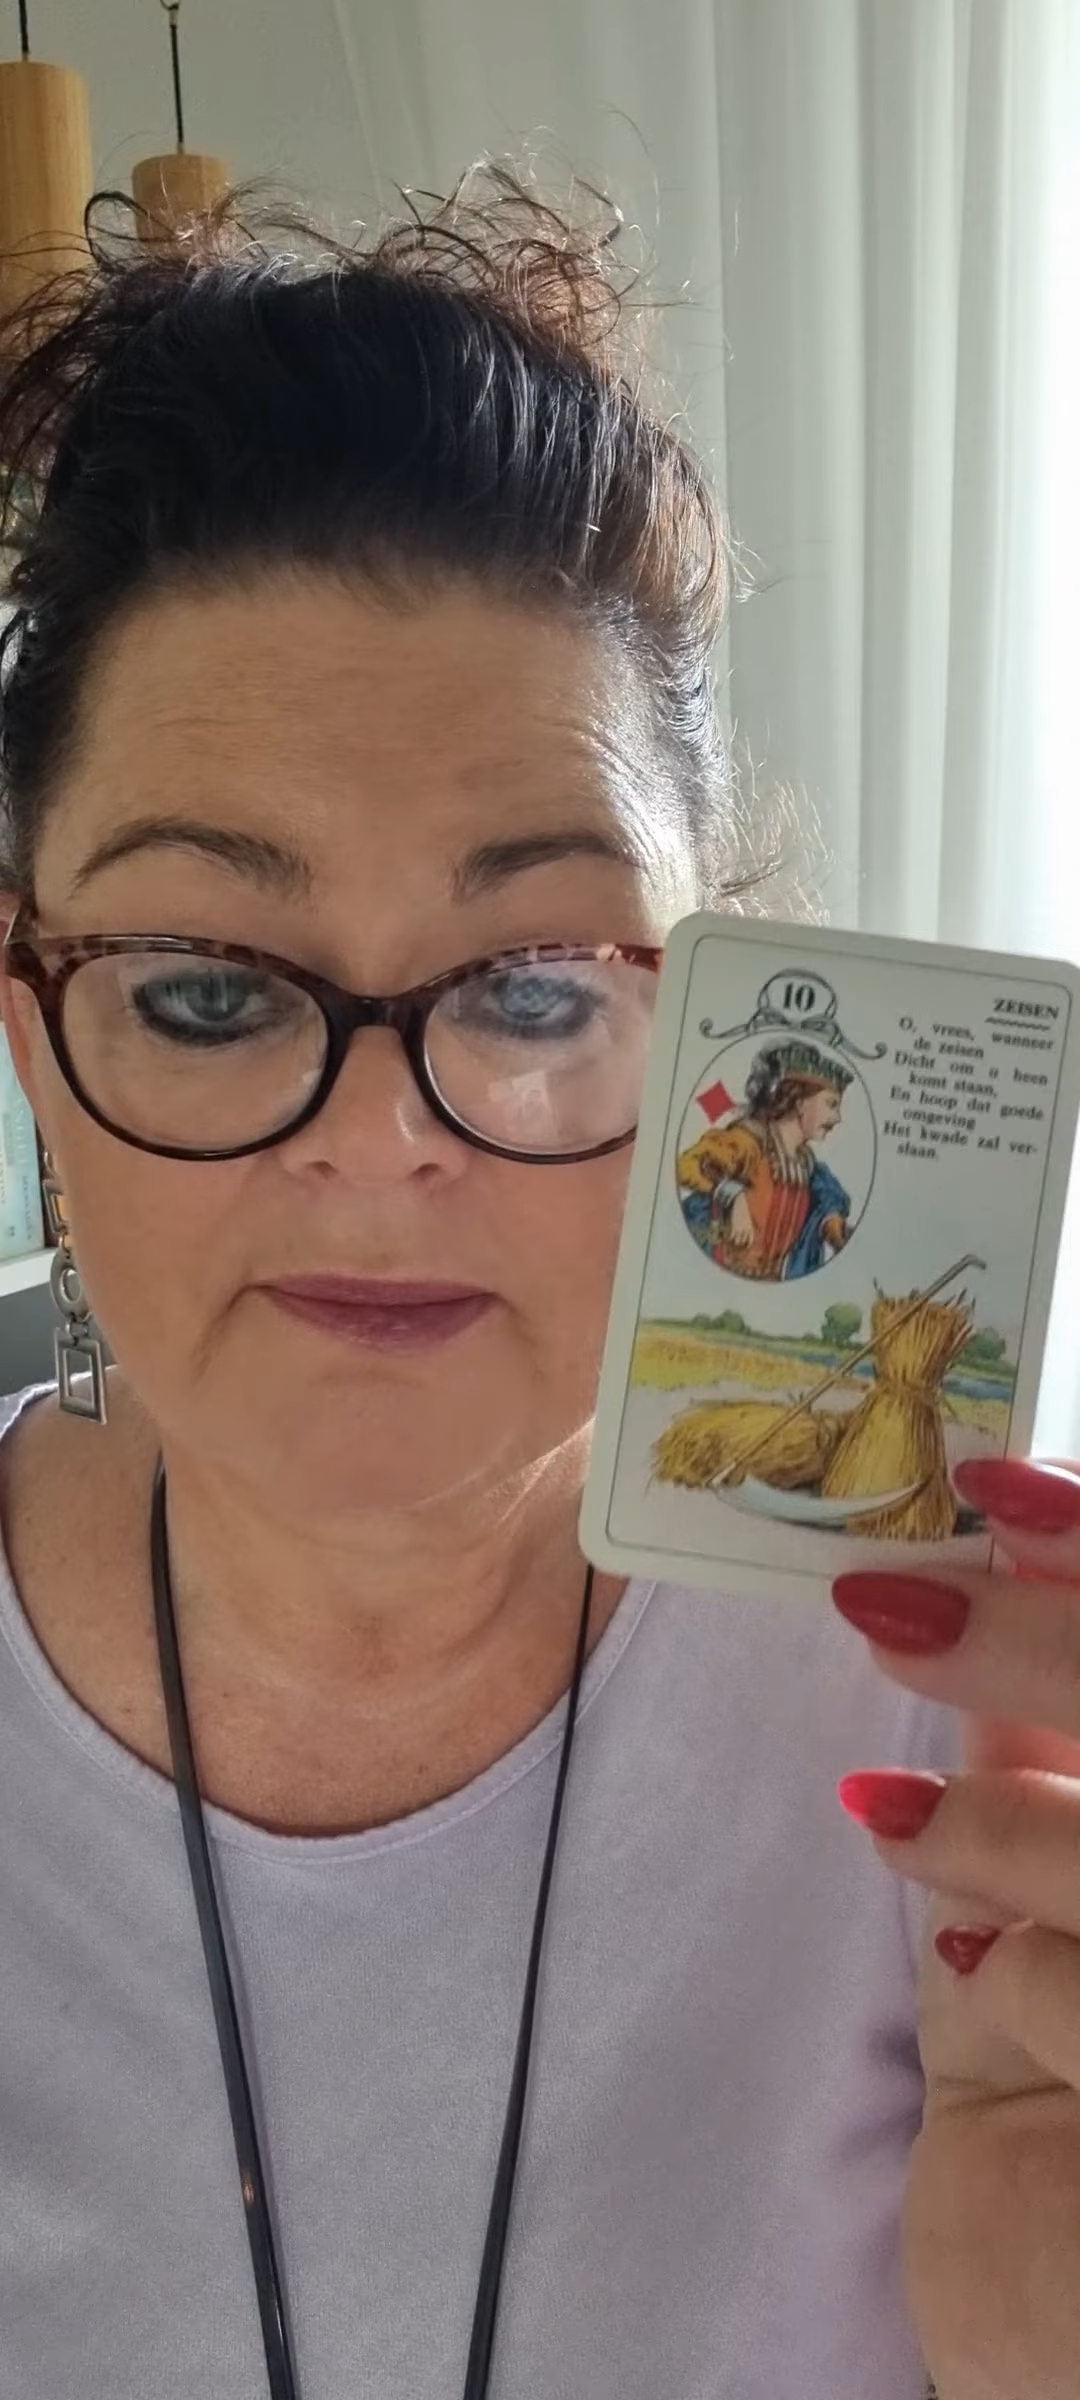 10
ZEISEN
O, vrees, wanneer
de zeisen
Dicht om u heen
komt staan,
En hoop dat goede
omgeving
Het kwade zal ver-
slaan.